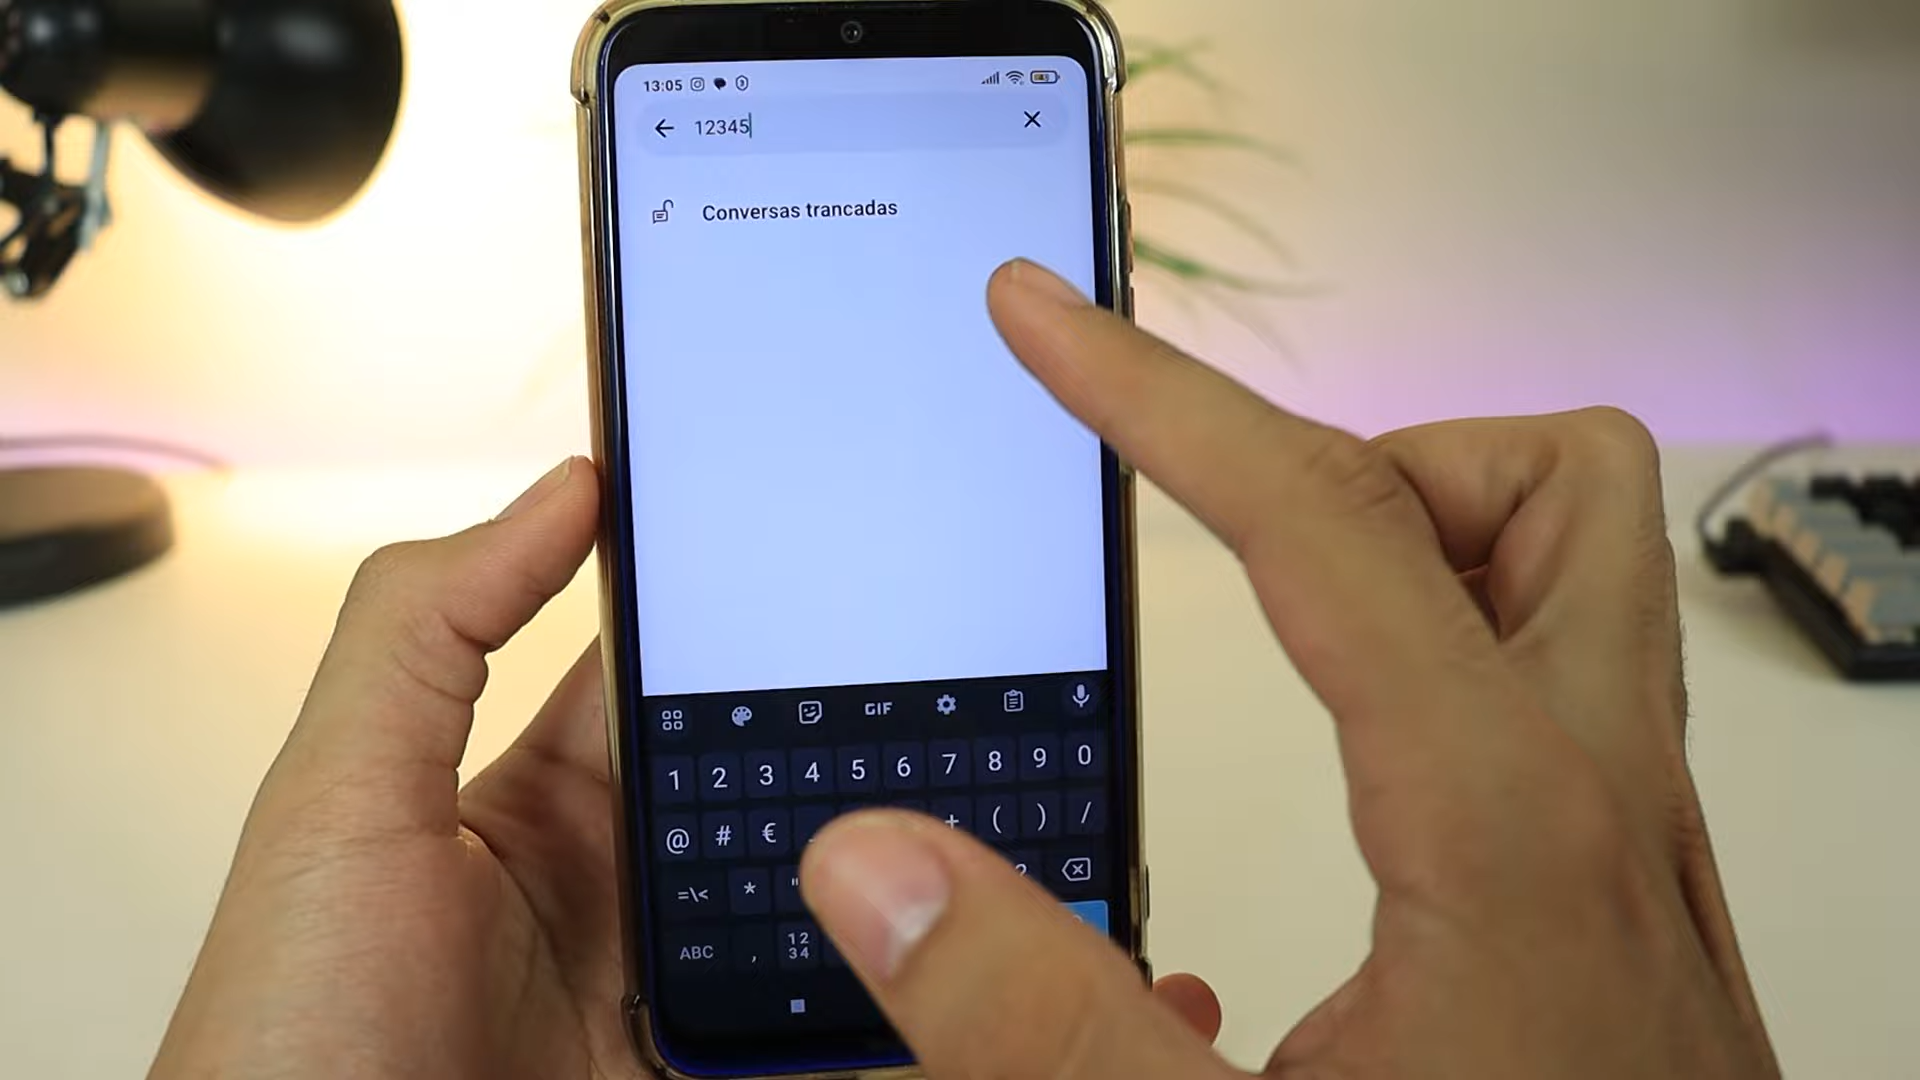 13:05
12345
Conversas trancadas
GIF
1 2 3 4 5 6 7 8 9 0
@ # € + ( ) /
=\< * "
ABC , 12
34